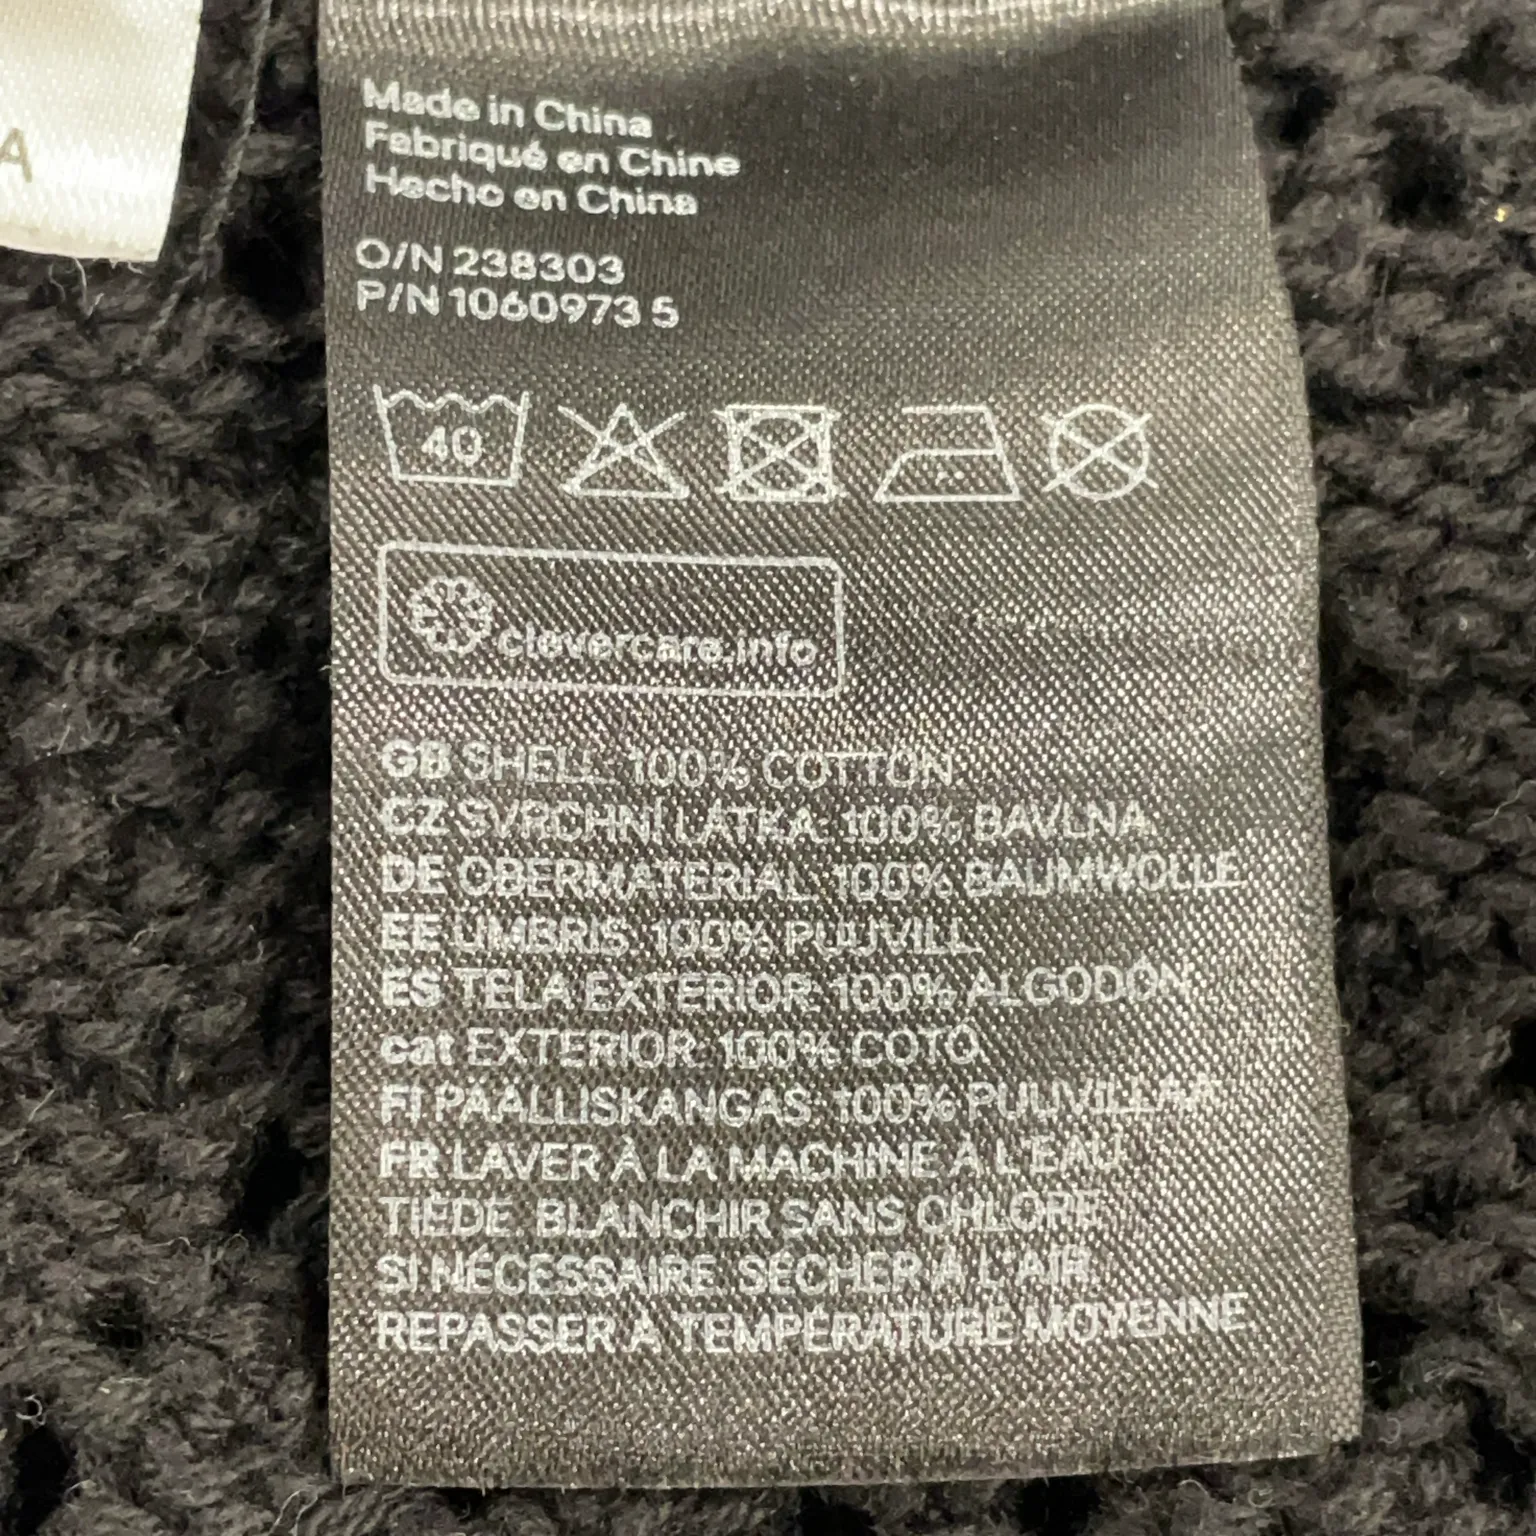 A
Made in China
Fabriqué en Chine
Hecho en China
O/N 238303
P/N 1060973 5
40
clevercare.info
GB SHELL: 100% COTTON
CZ SVRCHNÍ LÁTKA: 100% BAVLNA
DE OBERMATERIAL: 100% BAUMWOLLE
EE ÜMBRIS: 100% PUUVILL
ES TELA EXTERIOR: 100% ALGODÓN
cat EXTERIOR: 100% COTÓ
FI PÄÄLLISKANGAS: 100% PUUVILLAA
FR LAVER À LA MACHINE À L'EAU
TIÈDE BLANCHIR SANS CHLORE
SI NÉCESSAIRE. SÉCHER À L'AIR.
REPASSER À TEMPÉRATURE MOYENNE